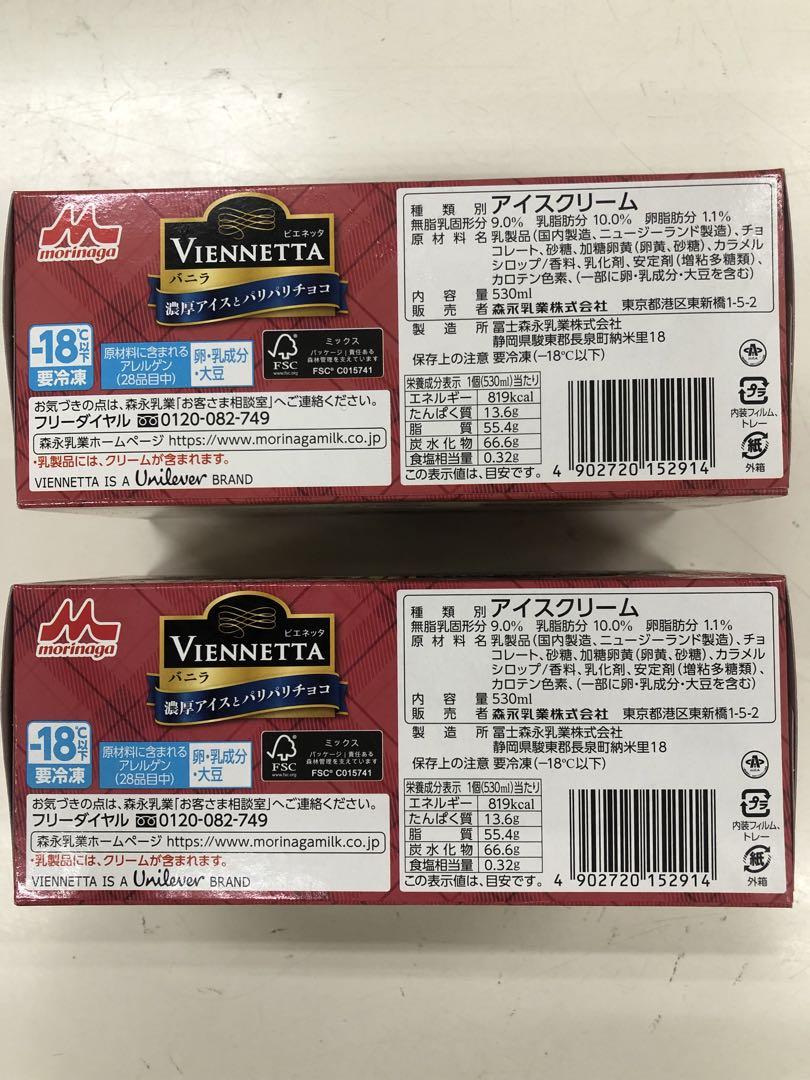 morinaga
ビエネッタ
VIENNETTA
バニラ
濃厚アイスとパリパリチョコ
-18℃以下
要冷凍
原材料に含まれる
アレルゲン
(28品目中)
卵・乳成分
・大豆
FSC
www.fsc.org
ミックス
パッケージ|責任ある
森林管理を支えています
FSC® C015741
お気づきの点は、森永乳業「お客さま相談室」へご連絡ください。
フリーダイヤル 0120-082-749
森永乳業ホームページ https://www.morinagamilk.co.jp
・乳製品には、クリームが含まれます。
VIENNETTA IS A Unilever BRAND
種類別 アイスクリーム
無脂乳固形分 9.0% 乳脂肪分 10.0% 卵脂肪分 1.1%
原材料名 乳製品(国内製造、ニュージーランド製造)、チョ
コレート、砂糖、加糖卵黄(卵黄、砂糖)、カラメル
シロップ/香料、乳化剤、安定剤(増粘多糖類)、
カロテン色素、(一部に卵・乳成分・大豆を含む)
内容量 530ml
販売者 森永乳業株式会社 東京都港区東新橋1-5-2
製造所 冨士森永乳業株式会社
静岡県駿東郡長泉町納米里18
保存上の注意 要冷凍(−18℃以下)
栄養成分表示 1個(530ml)当たり
エネルギー 819kcal
たんぱく質 13.6g
脂質 55.4g
炭水化物 66.6g
食塩相当量 0.32g
この表示値は、目安です。
4 902720 152914
プラ
内装フィルム、
トレー
紙
外箱
morinaga
ビエネッタ
VIENNETTA
バニラ
濃厚アイスとパリパリチョコ
-18℃以下
要冷凍
原材料に含まれる
アレルゲン
(28品目中)
卵・乳成分
・大豆
FSC
www.fsc.org
ミックス
パッケージ|責任ある
森林管理を支えています
FSC® C015741
お気づきの点は、森永乳業「お客さま相談室」へご連絡ください。
フリーダイヤル 0120-082-749
森永乳業ホームページ https://www.morinagamilk.co.jp
・乳製品には、クリームが含まれます。
VIENNETTA IS A Unilever BRAND
種類別 アイスクリーム
無脂乳固形分 9.0% 乳脂肪分 10.0% 卵脂肪分 1.1%
原材料名 乳製品(国内製造、ニュージーランド製造)、チョ
コレート、砂糖、加糖卵黄(卵黄、砂糖)、カラメル
シロップ/香料、乳化剤、安定剤(増粘多糖類)、
カロテン色素、(一部に卵・乳成分・大豆を含む)
内容量 530ml
販売者 森永乳業株式会社 東京都港区東新橋1-5-2
製造所 冨士森永乳業株式会社
静岡県駿東郡長泉町納米里18
保存上の注意 要冷凍(−18℃以下)
栄養成分表示 1個(530ml)当たり
エネルギー 819kcal
たんぱく質 13.6g
脂質 55.4g
炭水化物 66.6g
食塩相当量 0.32g
この表示値は、目安です。
4 902720 152914
プラ
内装フィルム、
トレー
紙
外箱